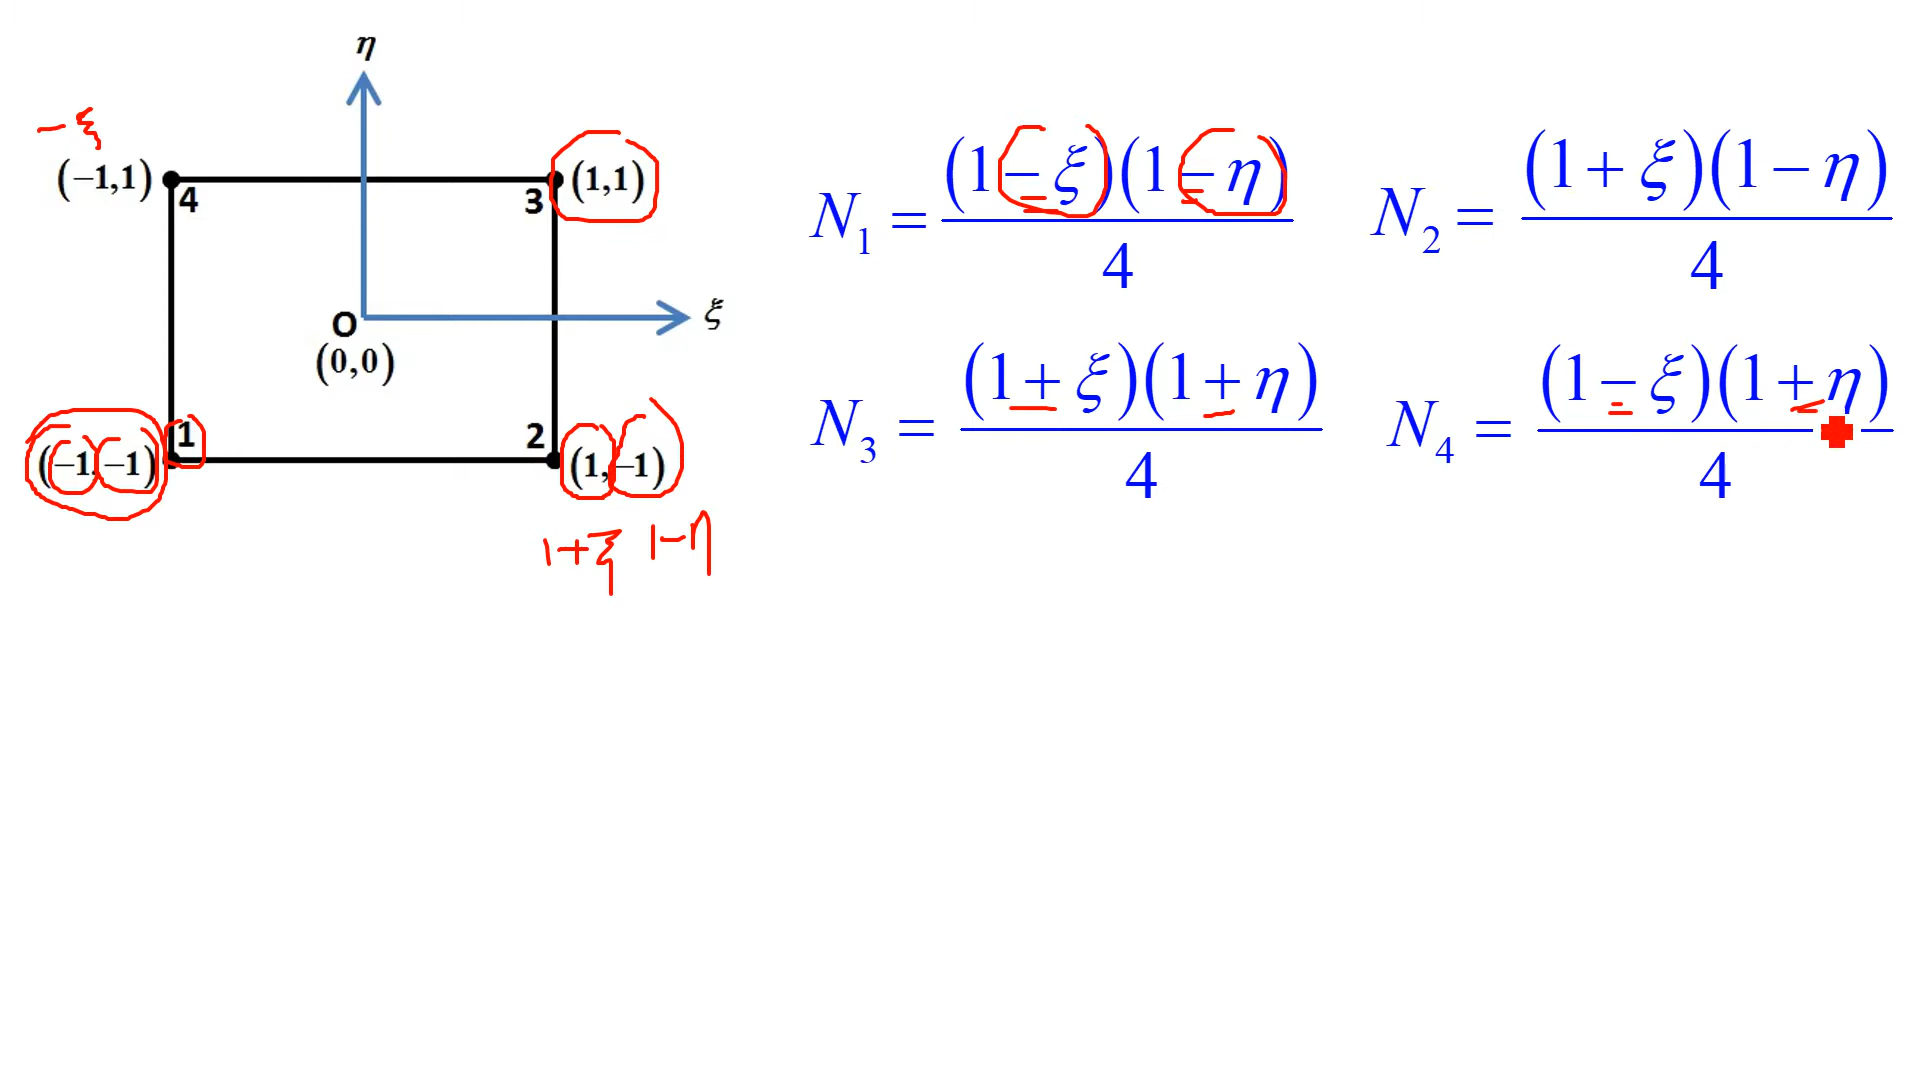 η
− ξ
(−1,1) 4
3 (1,1)
O
(0,0)
ξ
(−1,−1) 1
2 (1,−1)
1+ξ 1−η
N₁ = (1 − ξ)(1 − η) / 4
N₂ = (1 + ξ)(1 − η) / 4
N₃ = (1 + ξ)(1 + η) / 4
N₄ = (1 − ξ)(1 + η) / 4